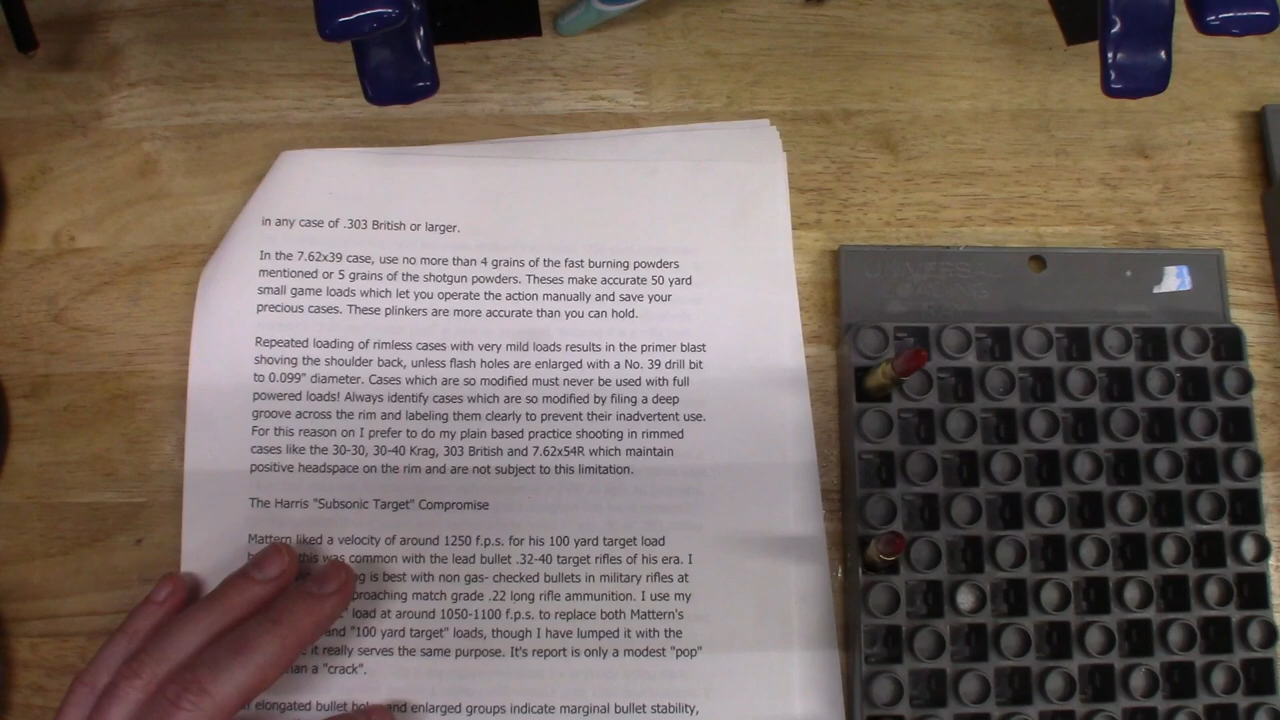 in any case of .303 British or larger.
In the 7.62x39 case, use no more than 4 grains of the fast burning powders
mentioned or 5 grains of the shotgun powders. Theses make accurate 50 yard
small game loads which let you operate the action manually and save your
precious cases. These plinkers are more accurate than you can hold.
Repeated loading of rimless cases with very mild loads results in the primer blast
shoving the shoulder back, unless flash holes are enlarged with a No. 39 drill bit
to 0.099" diameter. Cases which are so modified must never be used with full
powered loads! Always identify cases which are so modified by filing a deep
groove across the rim and labeling them clearly to prevent their inadvertent use.
For this reason on I prefer to do my plain based practice shooting in rimmed
cases like the 30-30, 30-40 Krag, 303 British and 7.62x54R which maintain
positive headspace on the rim and are not subject to this limitation.
The Harris "Subsonic Target" Compromise
Mattern liked a velocity of around 1250 f.p.s. for his 100 yard target load
this was common with the lead bullet .32-40 target rifles of his era. I
is best with non gas- checked bullets in military rifles at
match grade .22 long rifle ammunition. I use my
load at around 1050-1100 f.p.s. to replace both Mattern's
and "100 yard target" loads, though I have lumped it with the
it really serves the same purpose. It's report is only a modest "pop"
a "crack".
elongated bullet and enlarged groups indicate marginal bullet stability,
UNIVERSAL
LOADING
TRAY